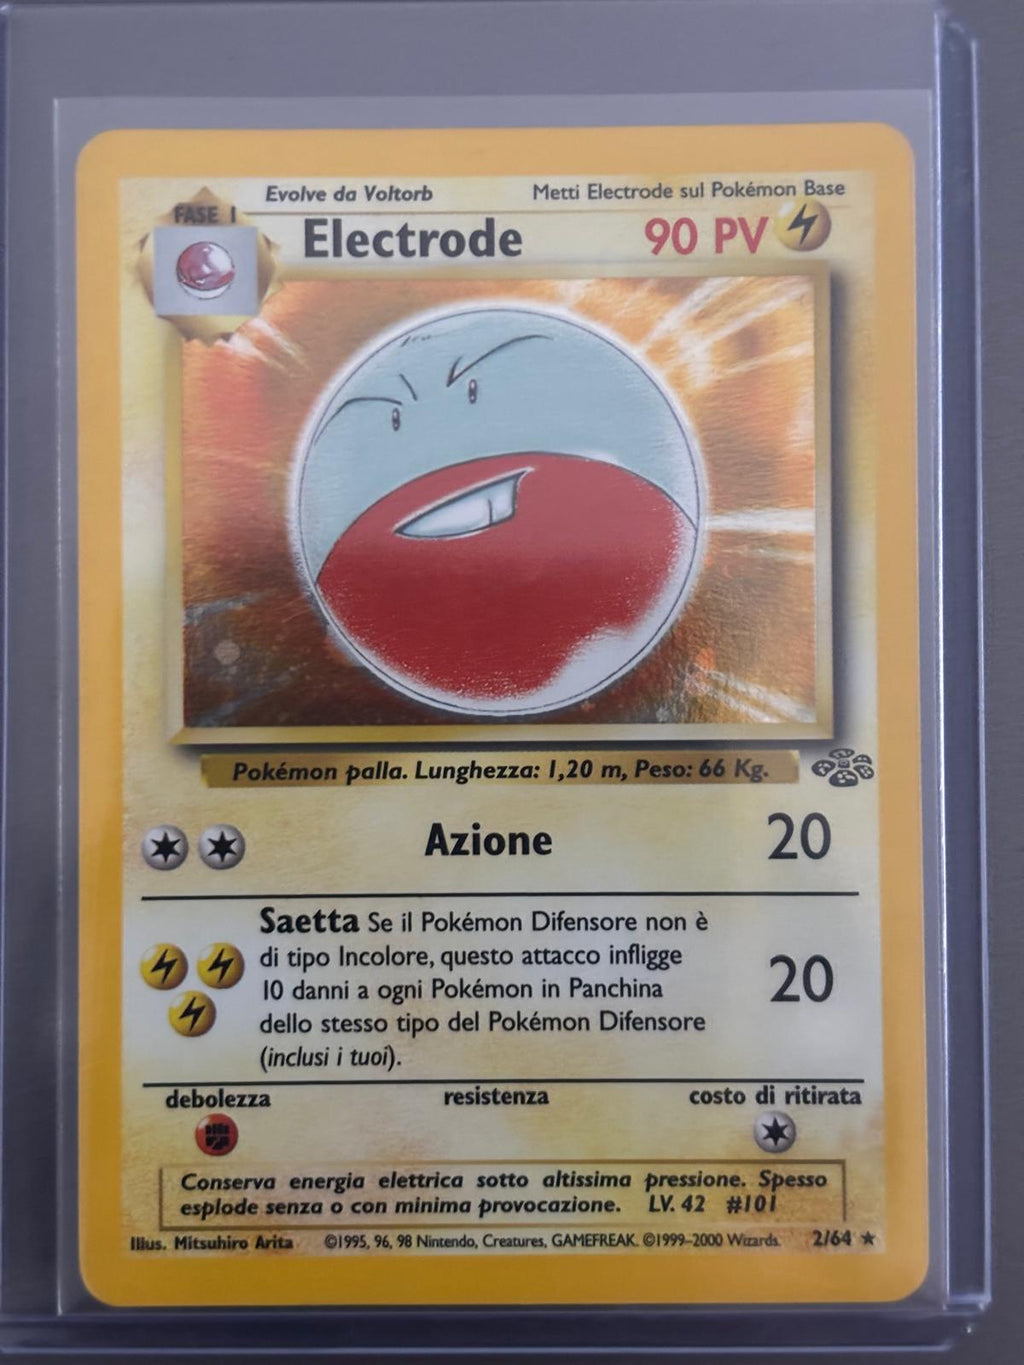 Evolve da Voltorb
Metti Electrode sul Pokémon Base
FASE 1
Electrode
90 PV
Pokémon palla. Lunghezza: 1,20 m, Peso: 66 Kg.
Azione
20
Saetta Se il Pokémon Difensore non è
di tipo Incolore, questo attacco infligge
10 danni a ogni Pokémon in Panchina
dello stesso tipo del Pokémon Difensore
(inclusi i tuoi).
20
debolezza
resistenza
costo di ritirata
Conserva energia elettrica sotto altissima pressione. Spesso
esplode senza o con minima provocazione. LV. 42 #101
Illus. Mitsuhiro Arita ©1995, 96, 98 Nintendo, Creatures, GAMEFREAK. ©1999-2000 Wizards. 2/64 ★